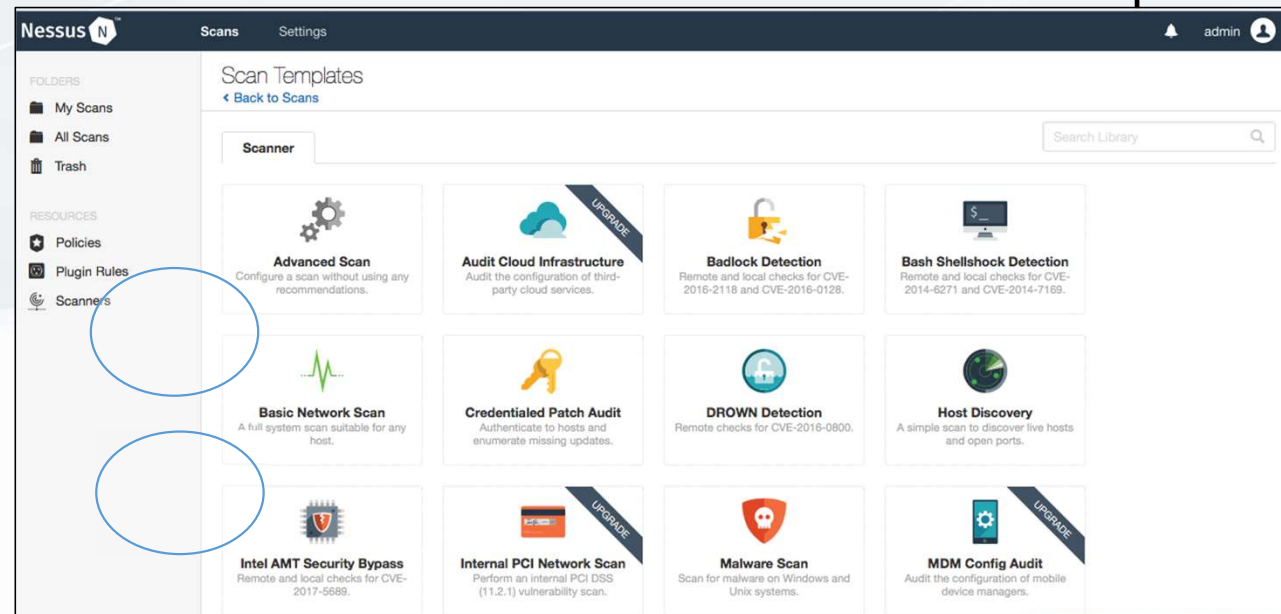 Nessus N ™
Scans Settings
admin
FOLDERS
My Scans
All Scans
Trash
RESOURCES
Policies
Plugin Rules
Scanners
Scan Templates
Back to Scans
Scanner
Search Library
Advanced Scan
Configure a scan without using any
recommendations.
UPGRADE
Audit Cloud Infrastructure
Audit the configuration of third-
party cloud services.
Badlock Detection
Remote and local checks for CVE-
2016-2118 and CVE-2016-0128.
$_
Bash Shellshock Detection
Remote and local checks for CVE-
2014-6271 and CVE-2014-7169.
Basic Network Scan
A full system scan suitable for any
host.
Credentialed Patch Audit
Authenticate to hosts and
enumerate missing updates.
DROWN Detection
Remote checks for CVE-2016-0800.
Host Discovery
A simple scan to discover live hosts
and open ports.
Intel AMT Security Bypass
Remote and local checks for CVE-
2017-5689.
UPGRADE
Internal PCI Network Scan
Perform an internal PCI DSS
(11.2.1) vulnerability scan.
Malware Scan
Scan for malware on Windows and
Unix systems.
UPGRADE
MDM Config Audit
Audit the configuration of mobile
device managers.